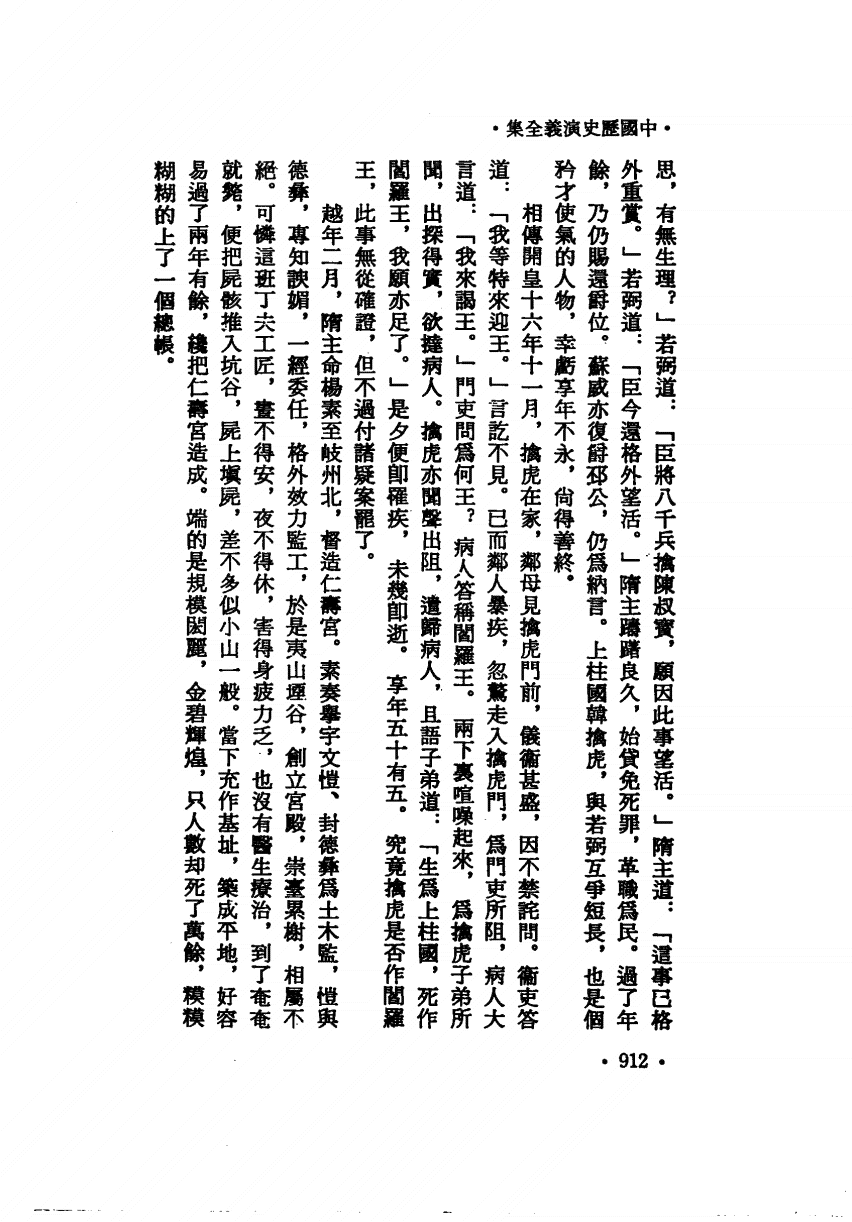 •中國歷史演義全集•
思，有無生理？」若弼道：「臣將八千兵擒陳叔寶，願因此事望活。」隋主道：「這事已格
外重賞。」若弼道：「臣今還格外望活。」隋主躊躇良久，始貸免死罪，革職爲民。過了年
餘，乃仍賜還爵位。蘇威亦復爵邳公，仍爲納言。上柱國韓擒虎，與若弼互爭短長，也是個
矜才使氣的人物，幸虧享年不永，尚得善終。
相傳開皇十六年十一月，擒虎在家，鄰母見擒虎門前，儀衞甚盛，因不禁詫問。衞吏答
道：「我等特來迎王。」言訖不見。已而鄰人暴疾，忽驚走入擒虎門，爲門吏所阻，病人大
言道：「我來謁王。」門吏問爲何王？病人答稱閻羅王。兩下裏喧噪起來，爲擒虎子弟所
聞，出探得實，欲撻病人。擒虎亦聞聲出阻，遣歸病人，且語子弟道：「生爲上柱國，死作
閻羅王，我願亦足了。」是夕便卽罹疾，未幾卽逝。享年五十有五。究竟擒虎是否作閻羅
王，此事無從確證，但不過付諸疑案罷了。
越年二月，隋主命楊素至岐州北，督造仁壽宮。素奏舉宇文愷、封德彝爲土木監，愷與
德彝，專知諛媚，一經委任，格外效力監工，於是夷山堙谷，創立宮殿，崇臺累榭，相屬不
絕。可憐這班丁夫工匠，晝不得安，夜不得休，害得身疲力乏，也沒有醫生療治，到了奄奄
就斃，便把屍骸推入坑谷，屍上塡屍，差不多似小山一般。當下充作基址，築成平地，好容
易過了兩年有餘，纔把仁壽宮造成。端的是規模閎麗，金碧輝煌，只人數却死了萬餘，糢糢
糊糊的上了一個總帳。
•912•